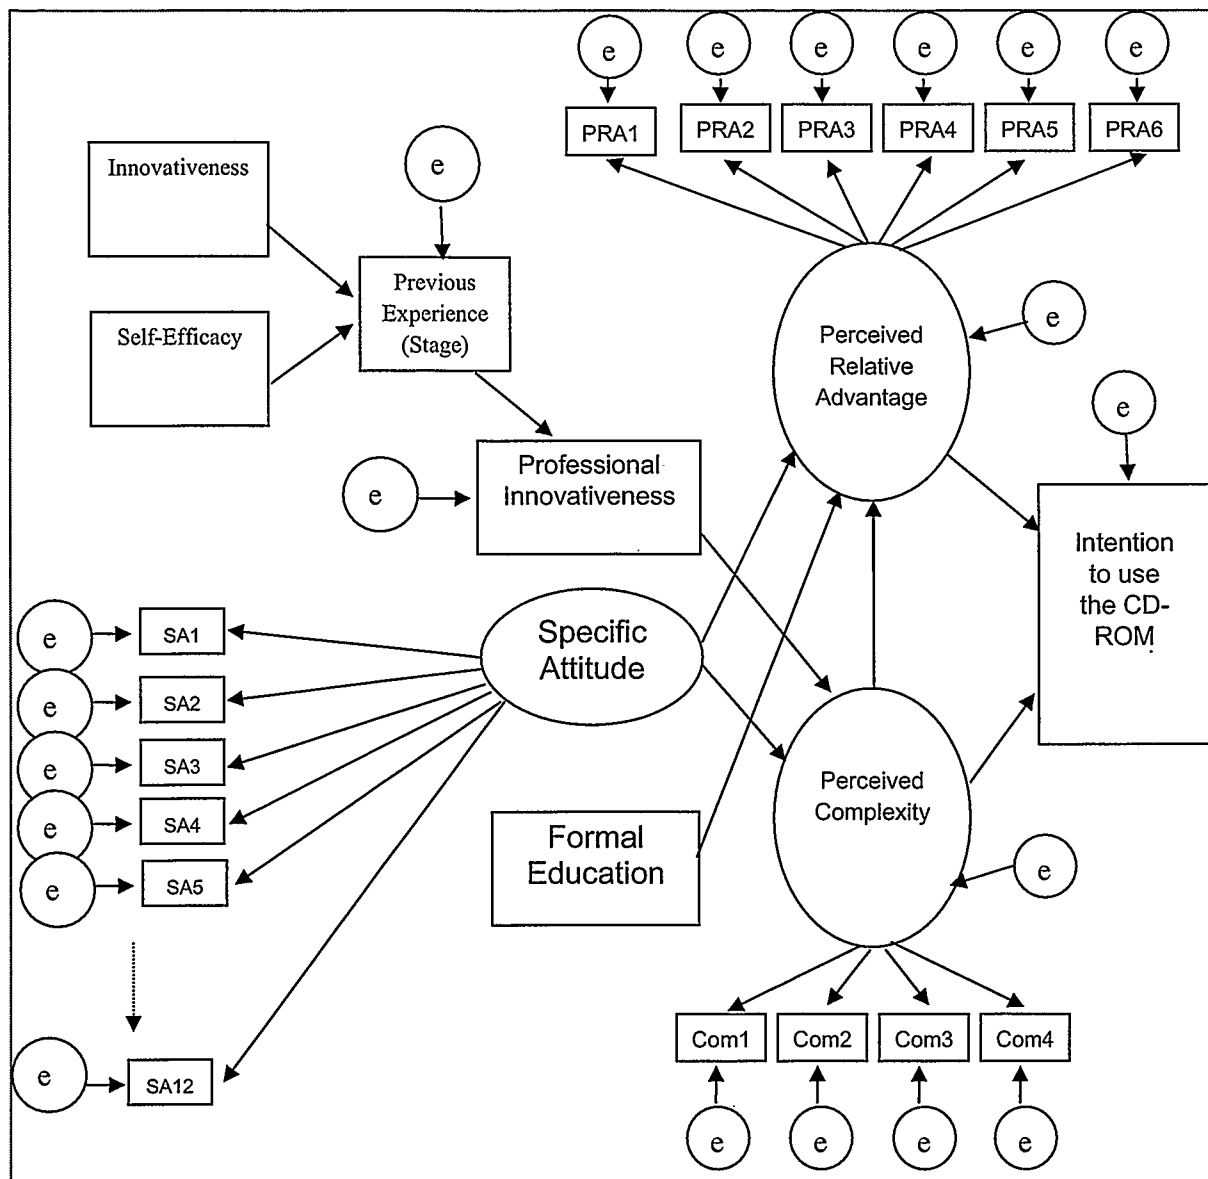 e e e e e e
PRA1 PRA2 PRA3 PRA4 PRA5 PRA6
Innovativeness
e
Previous
Experience
(Stage)
Self-Efficacy
e
Perceived
Relative
Advantage
e
Professional
Innovativeness
e
Intention
to use
the CD-
ROM
Specific
Attitude
e SA1
e SA2
e SA3
e SA4
e SA5
e SA12
Formal
Education
Perceived
Complexity
e
Com1 Com2 Com3 Com4
e e e e